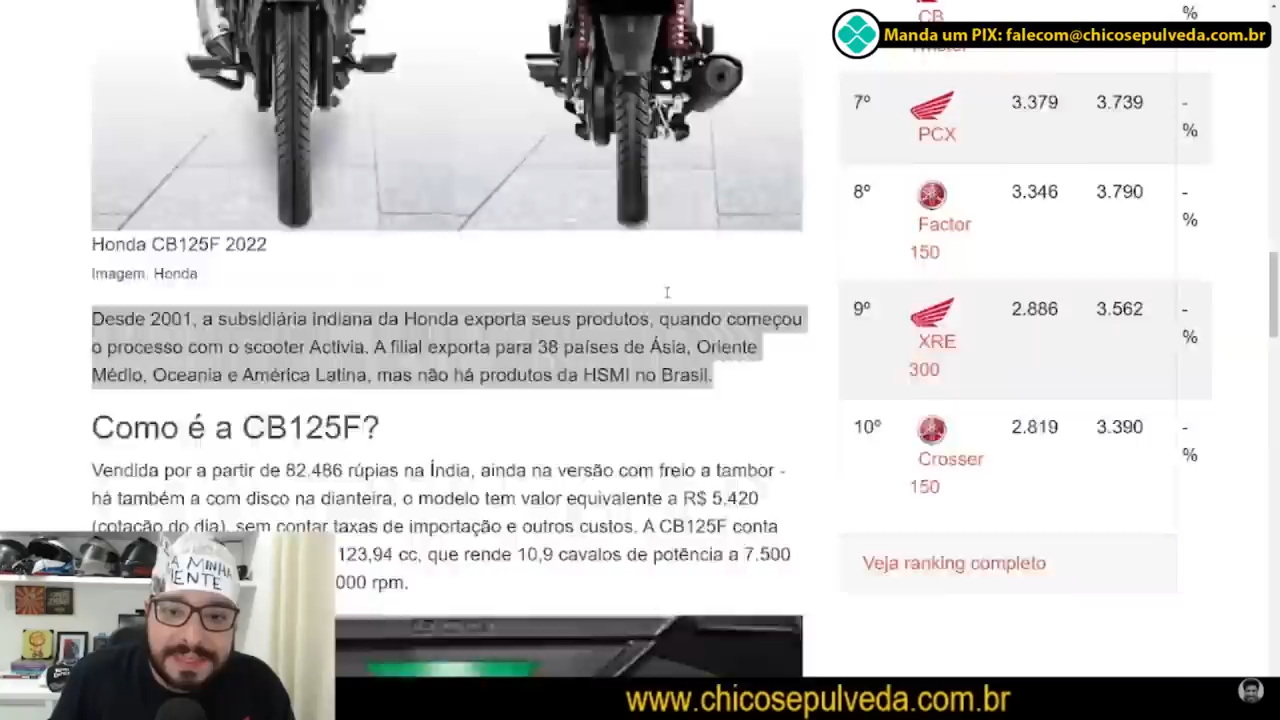 Manda um PIX: falecom@chicosepulveda.com.br
CB
%
7º
PCX
3.379
3.739
-
%
8º
Factor
150
3.346
3.790
-
%
9º
XRE
300
2.886
3.562
-
%
10º
Crosser
150
2.819
3.390
-
%
Veja ranking completo
Honda CB125F 2022
Imagem: Honda
Desde 2001, a subsidiária indiana da Honda exporta seus produtos, quando começou
o processo com o scooter Activia. A filial exporta para 38 países de Ásia, Oriente
Médio, Oceania e América Latina, mas não há produtos da HSMI no Brasil.
Como é a CB125F?
Vendida por a partir de 82.486 rúpias na Índia, ainda na versão com freio a tambor -
há também a com disco na dianteira, o modelo tem valor equivalente a R$ 5.420
(cotação do dia), sem contar taxas de importação e outros custos. A CB125F conta
123,94 cc, que rende 10,9 cavalos de potência a 7.500
000 rpm.
A MINHA
MENTE
www.chicosepulveda.com.br